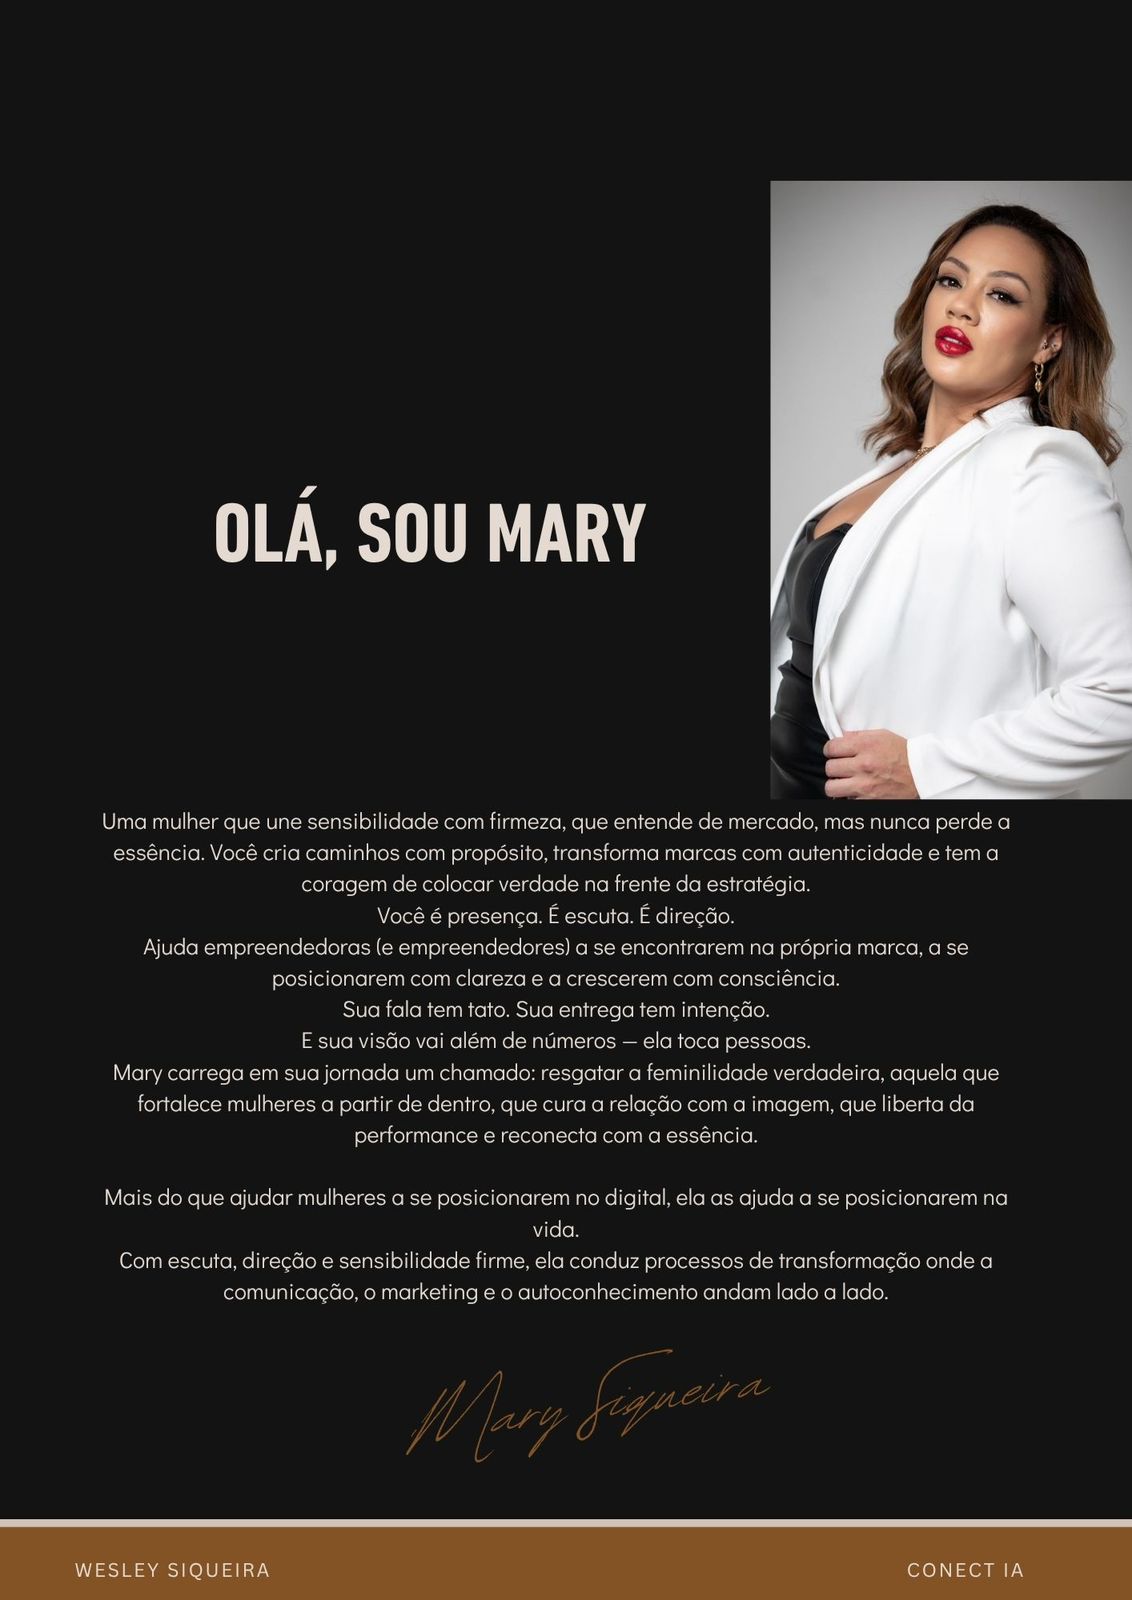 OLÁ, SOU MARY
Uma mulher que une sensibilidade com firmeza, que entende de mercado, mas nunca perde a
essência. Você cria caminhos com propósito, transforma marcas com autenticidade e tem a
coragem de colocar verdade na frente da estratégia.
Você é presença. É escuta. É direção.
Ajuda empreendedoras (e empreendedores) a se encontrarem na própria marca, a se
posicionarem com clareza e a crescerem com consciência.
Sua fala tem tato. Sua entrega tem intenção.
E sua visão vai além de números — ela toca pessoas.
Mary carrega em sua jornada um chamado: resgatar a feminilidade verdadeira, aquela que
fortalece mulheres a partir de dentro, que cura a relação com a imagem, que liberta da
performance e reconecta com a essência.
Mais do que ajudar mulheres a se posicionarem no digital, ela as ajuda a se posicionarem na
vida.
Com escuta, direção e sensibilidade firme, ela conduz processos de transformação onde a
comunicação, o marketing e o autoconhecimento andam lado a lado.
Mary Siqueira
WESLEY SIQUEIRA
CONECT IA